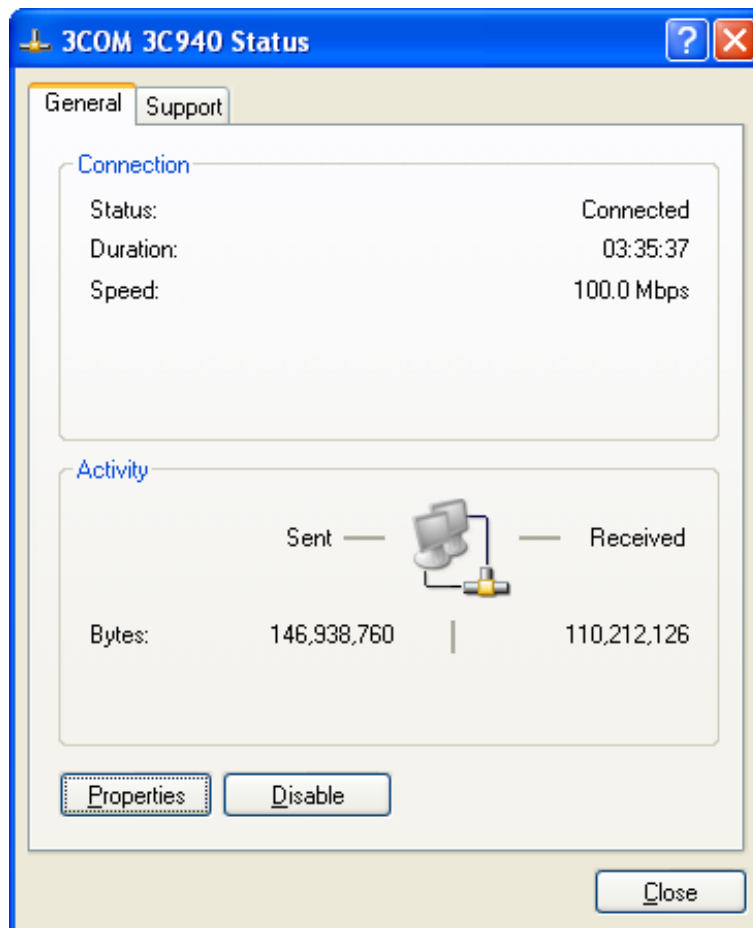 3COM 3C940 Status
General Support
Connection
Status: Connected
Duration: 03:35:37
Speed: 100.0 Mbps
Activity
Sent Received
Bytes: 146,938,760 110,212,126
Properties Disable
Close